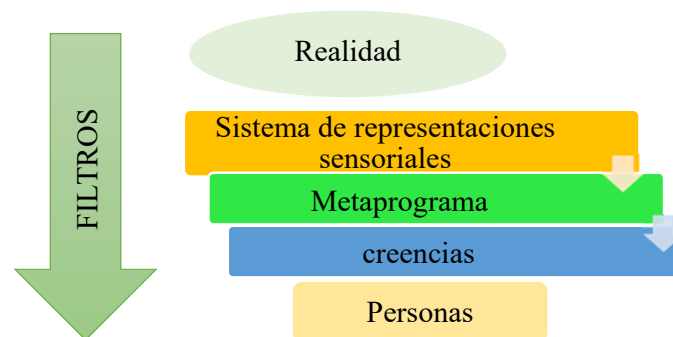 Realidad
FILTROS
Sistema de representaciones
sensoriales
Metaprograma
creencias
Personas